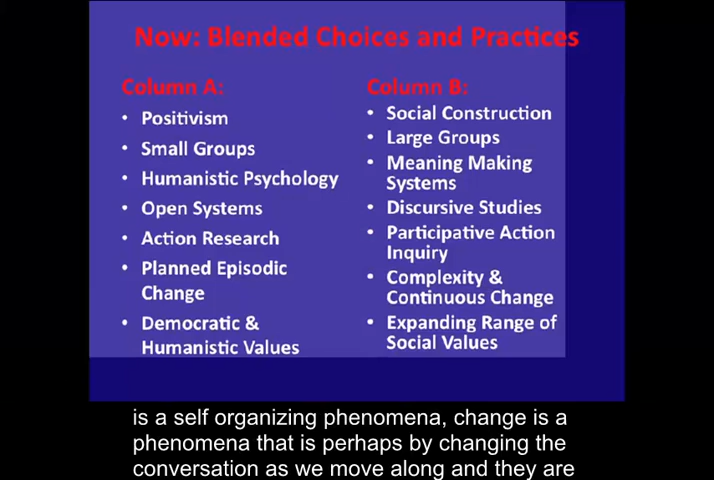 Now: Blended Choices and Practices
Column A:
• Positivism
• Small Groups
• Humanistic Psychology
• Open Systems
• Action Research
• Planned Episodic
Change
• Democratic &
Humanistic Values
Column B:
• Social Construction
• Large Groups
• Meaning Making
Systems
• Discursive Studies
• Participative Action
Inquiry
• Complexity &
Continuous Change
• Expanding Range of
Social Values
is a self organizing phenomena, change is a
phenomena that is perhaps by changing the
conversation as we move along and they are